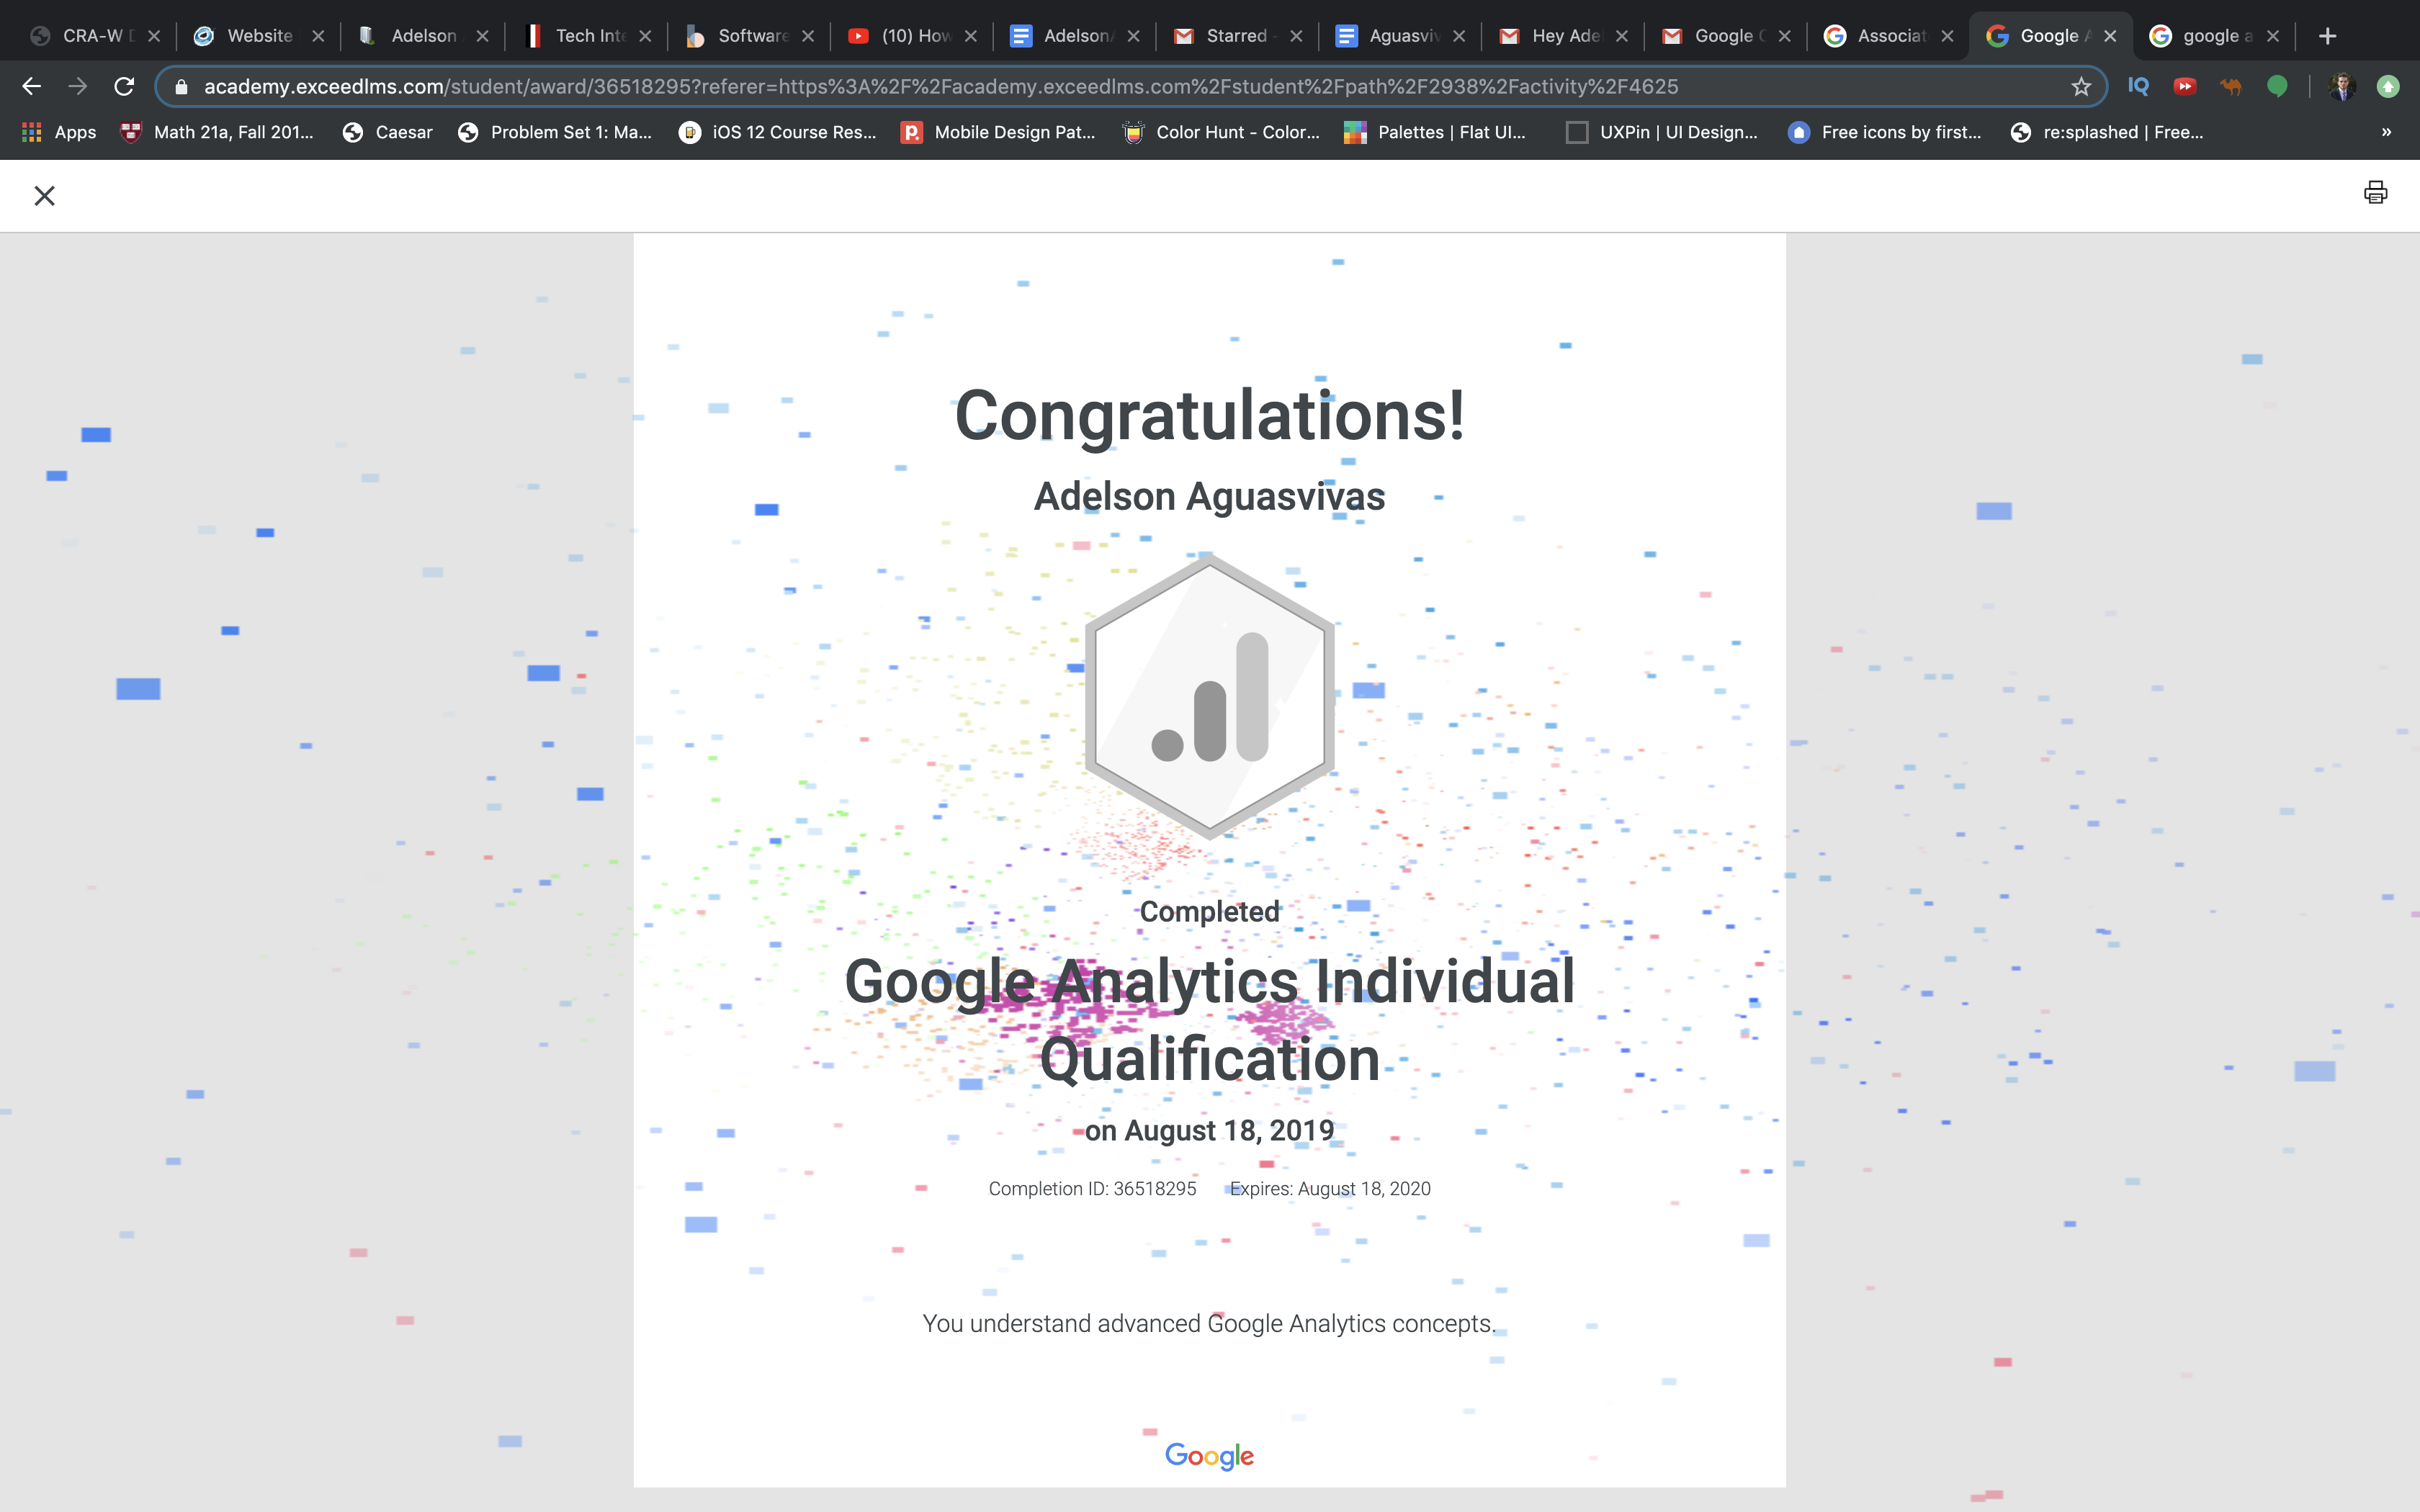 CRA-W
Website
Adelson
Tech Inte
Software
(10) How
Adelson
Starred -
Aguasviv
Hey Ade
Google
Associat
Google
google a
academy.exceedlms.com/student/award/36518295?referer=https%3A%2F%2Facademy.exceedlms.com%2Fstudent%2Fpath%2F2938%2Factivity%2F4625
IQ
Apps
Math 21a, Fall 201...
Caesar
Problem Set 1: Ma...
iOS 12 Course Res...
Mobile Design Pat...
Color Hunt - Color...
Palettes | Flat UI...
UXPin | UI Design...
Free icons by first...
re:splashed | Free...
»
Congratulations!
Adelson Aguasvivas
Completed
Google Analytics Individual
Qualification
on August 18, 2019
Completion ID: 36518295 Expires: August 18, 2020
You understand advanced Google Analytics concepts.
Google